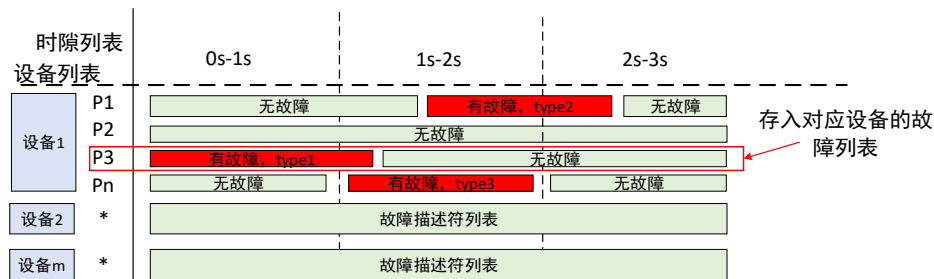 时隙列表
设备列表
0s-1s
1s-2s
2s-3s
设备1
P1
无故障
有故障，type2
无故障
P2
无故障
P3
有故障，type1
无故障
Pn
无故障
有故障，type3
无故障
存入对应设备的故
障列表
设备2
*
故障描述符列表
设备m
*
故障描述符列表